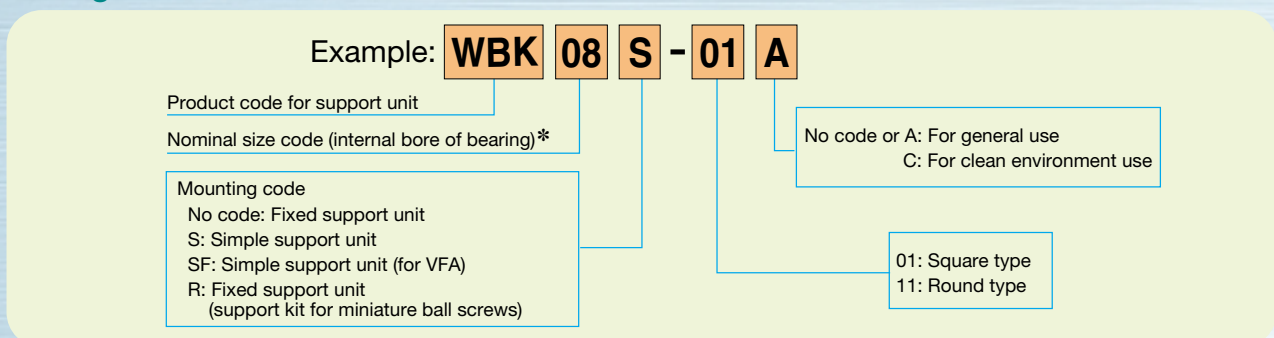 Example: WBK 08 S - 01 A
Product code for support unit
Nominal size code (internal bore of bearing)*
Mounting code
No code: Fixed support unit
S: Simple support unit
SF: Simple support unit (for VFA)
R: Fixed support unit
(support kit for miniature ball screws)
No code or A: For general use
C: For clean environment use
01: Square type
11: Round type